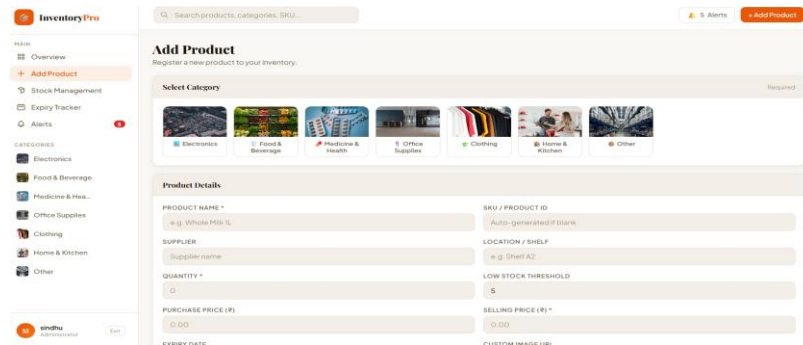 InventoryPro
Search products, categories, SKU...
5 Alerts
+ Add Product
MAIN
Overview
Add Product
Stock Management
Expiry Tracker
Alerts
5
CATEGORIES
Electronics
Food & Beverage
Medicine & Hea...
Office Supplies
Clothing
Home & Kitchen
Other
SI
sindhu
Administrator
Exit
Add Product
Register a new product to your inventory.
Select Category
Required
Electronics
Food &
Beverage
Medicine &
Health
Office
Supplies
Clothing
Home &
Kitchen
Other
Product Details
PRODUCT NAME *
SKU / PRODUCT ID
e.g. Whole Milk 1L
Auto-generated if blank
SUPPLIER
LOCATION / SHELF
Supplier name
e.g. Shelf A2
QUANTITY *
LOW STOCK THRESHOLD
0
5
PURCHASE PRICE (₹)
SELLING PRICE (₹) *
0.00
0.00
EXPIRY DATE
CUSTOM IMAGE URL